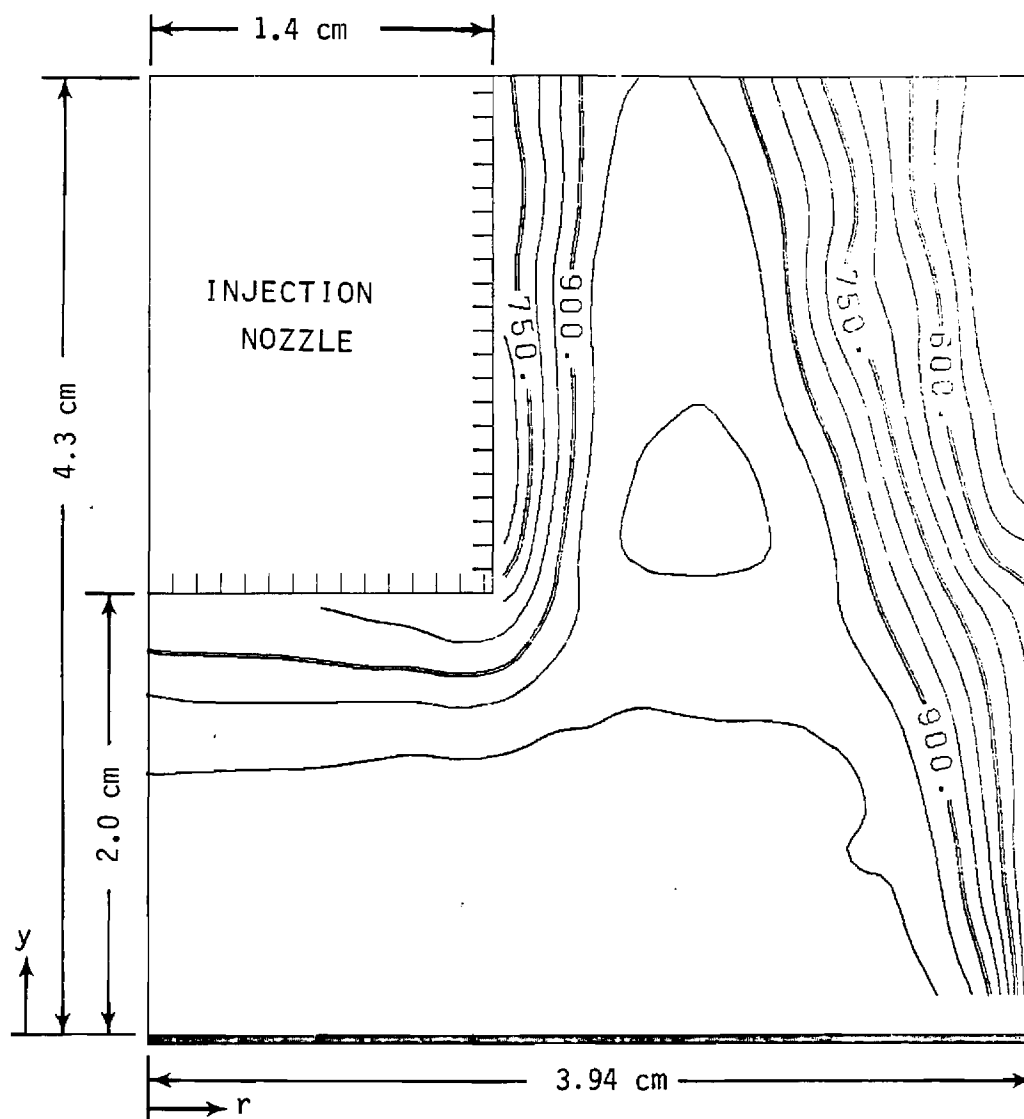 1.4 cm
INJECTION
NOZZLE
750.
900.
750.
600.
4.3 cm
900.
2.0 cm
y
3.94 cm
r